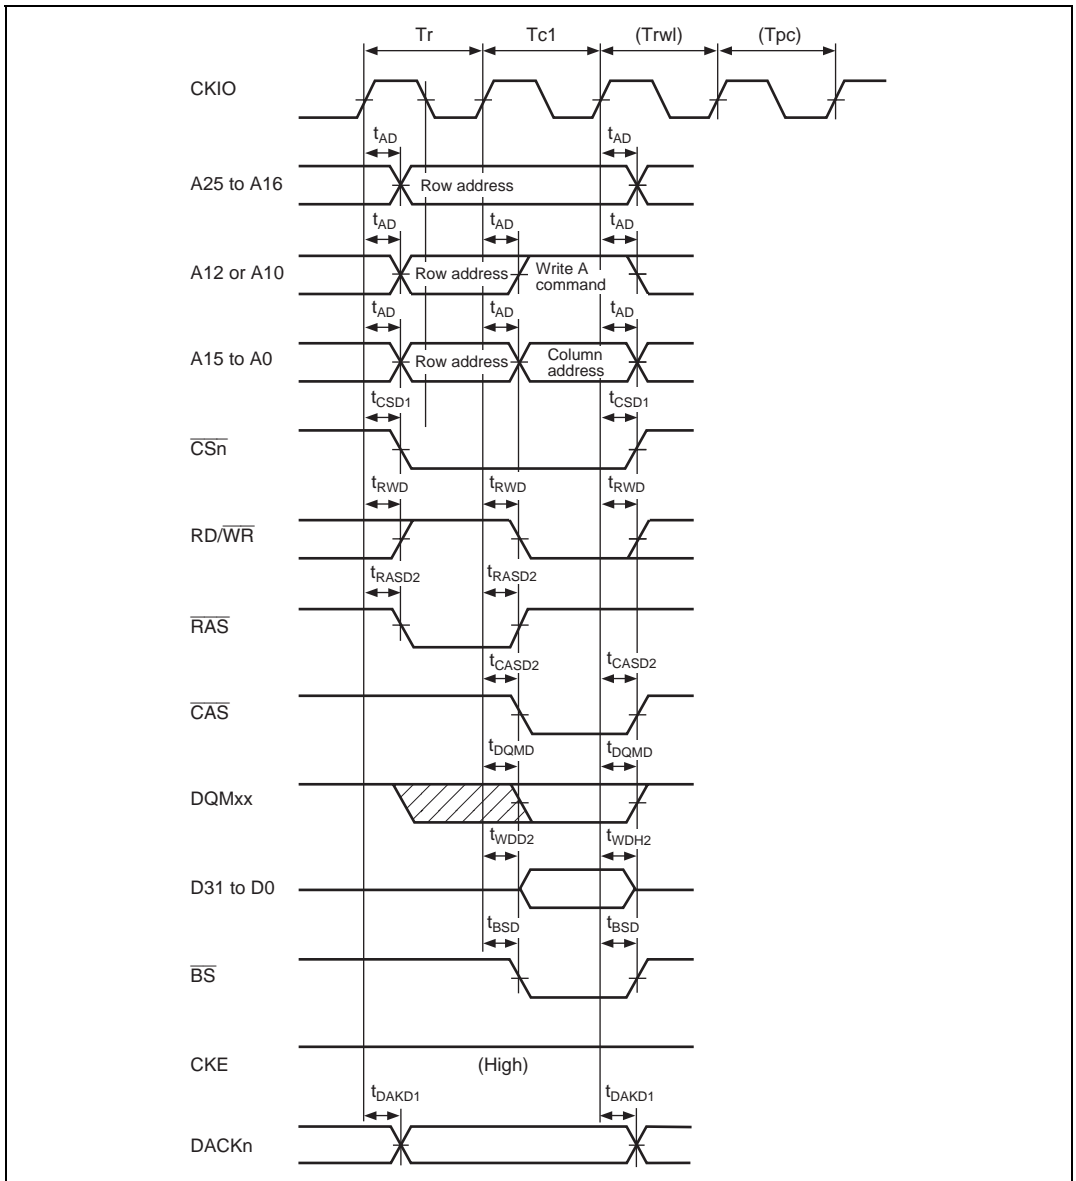 Tr Tc1 (Trwl) (Tpc)
CKIO
tAD tAD
A25 to A16 Row address
tAD tAD tAD
A12 or A10 Row address Write A command
tAD tAD tAD
A15 to A0 Row address Column address
tCSD1 tCSD1
CSn
tRWD tRWD tRWD
RD/WR
tRASD2 tRASD2
RAS
tCASD2 tCASD2
CAS
tDQMD tDQMD
DQMxx
tWDD2 tWDH2
D31 to D0
tBSD tBSD
BS
CKE (High)
tDAKD1 tDAKD1
DACKn